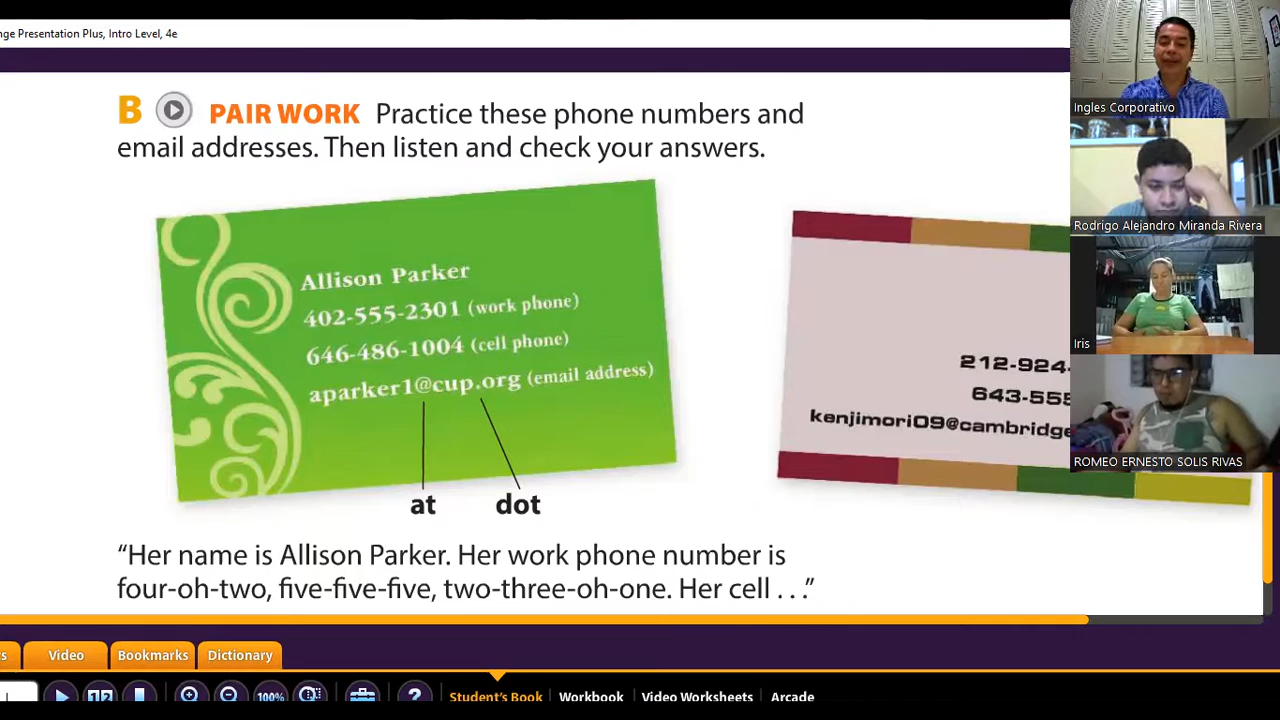 nge Presentation Plus, Intro Level, 4e
B PAIR WORK Practice these phone numbers and
email addresses. Then listen and check your answers.
Allison Parker
402-555-2301 (work phone)
646-486-1004 (cell phone)
aparker1@cup.org (email address)
at dot
212-924-
643-555
kenjimori09@cambridge
“Her name is Allison Parker. Her work phone number is
four-oh-two, five-five-five, two-three-oh-one. Her cell . . .”
Ingles Corporativo
Rodrigo Alejandro Miranda Rivera
Iris
ROMEO ERNESTO SOLIS RIVAS
Video Bookmarks Dictionary
100% ? Student's Book Workbook Video Worksheets Arcade